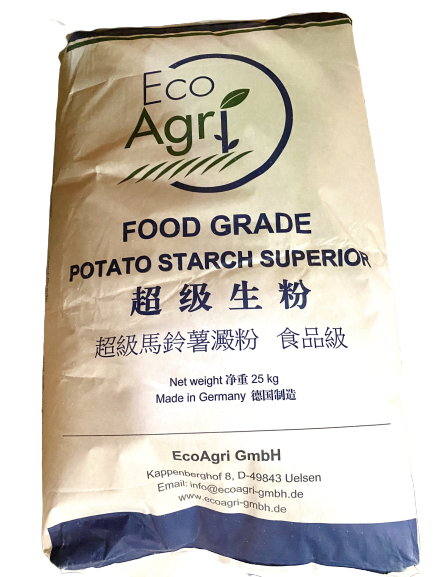 Eco
Agri
FOOD GRADE
POTATO STARCH SUPERIOR
超级生粉
超級馬鈴薯澱粉 食品級
Net weight 净重 25 kg
Made in Germany 德国制造
EcoAgri GmbH
Kappenberghof 8, D-49843 Uelsen
Email: info@ecoagri-gmbh.de
www.ecoagri-gmbh.de